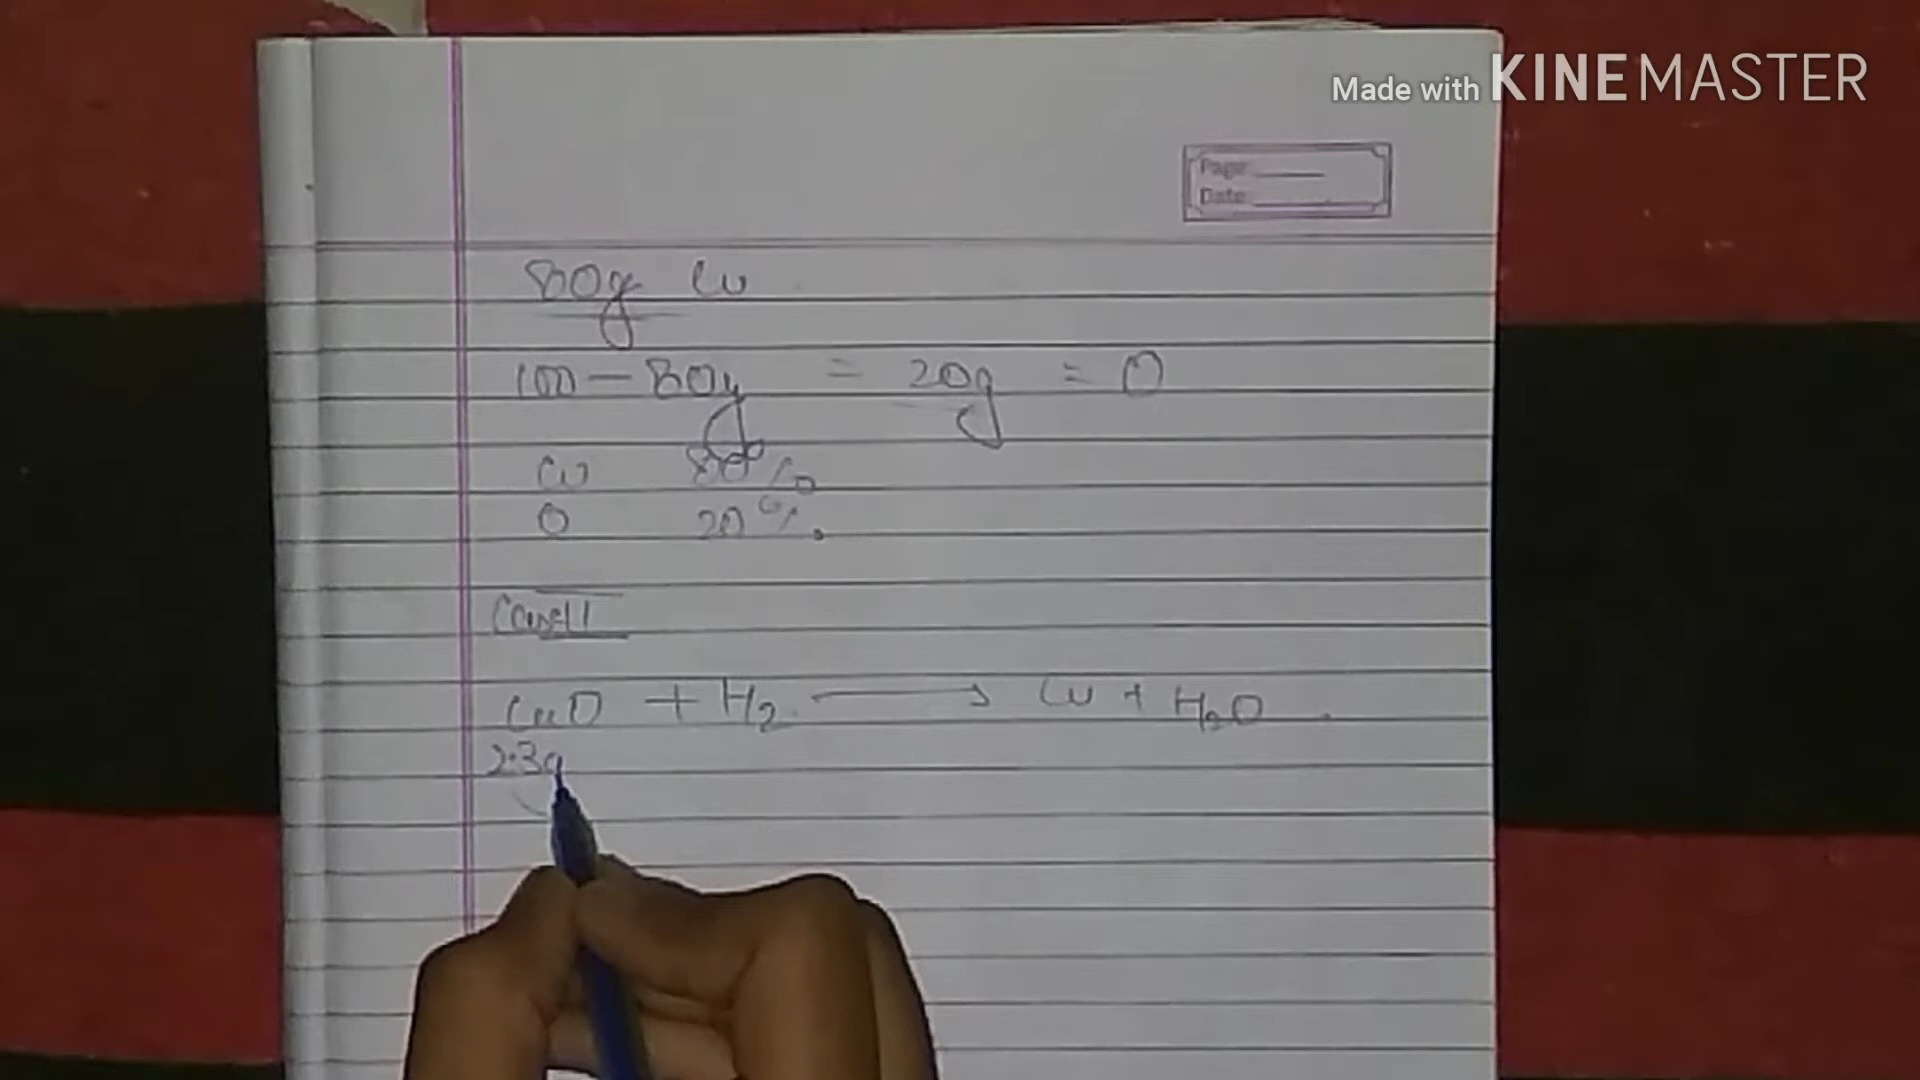 Made with KINEMASTER
Page
Date
80g Cu
100 - 80g = 20g = O
Cu 80%
O 20%.
Case II
CuO + H2 ⟶ Cu + H2O
2.3g